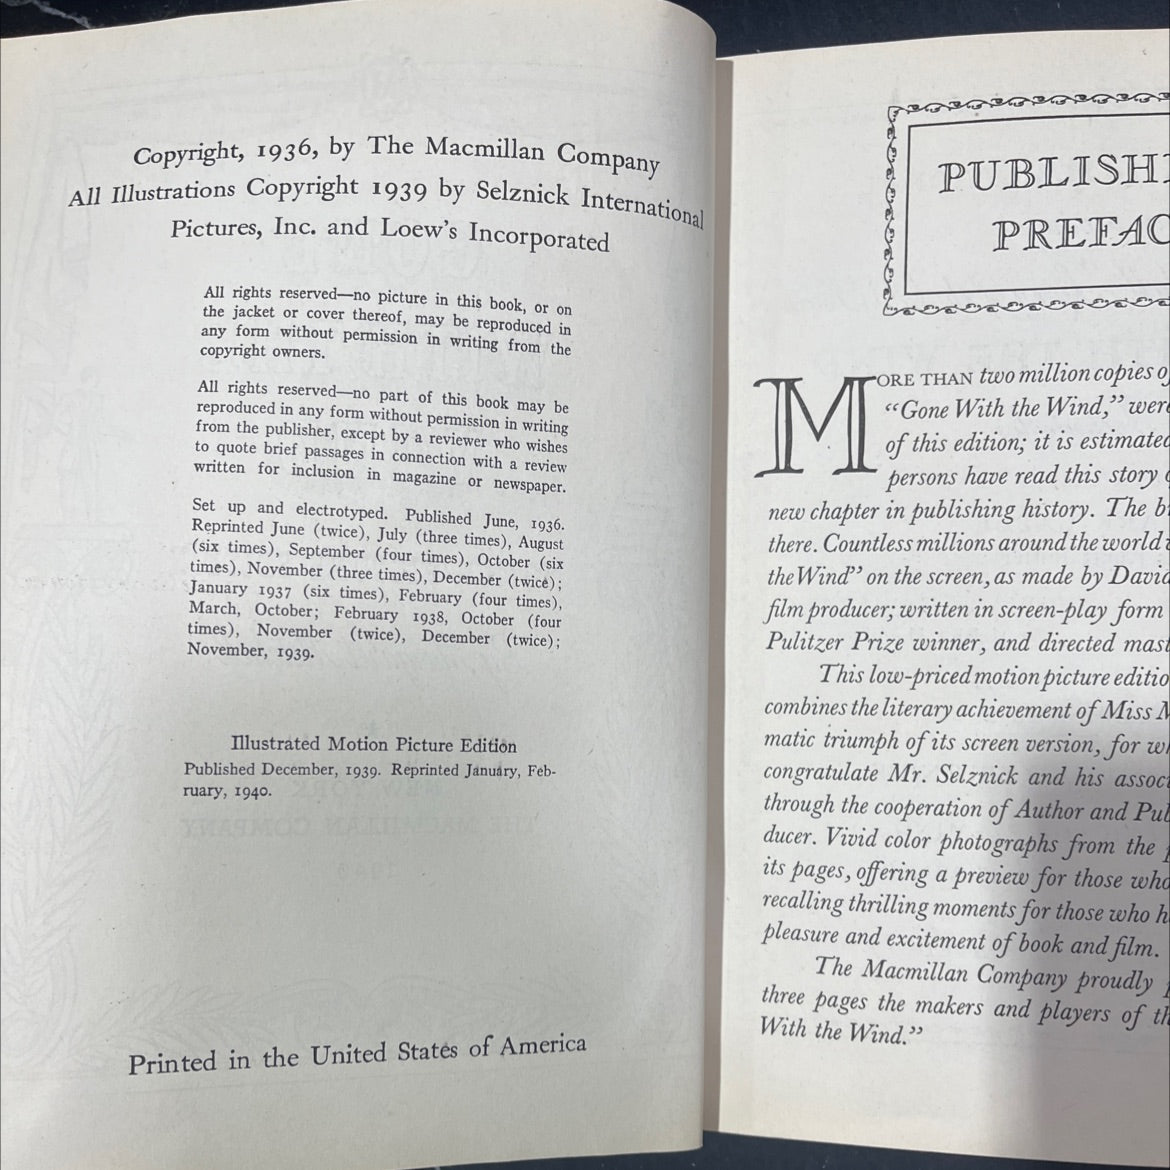 Copyright, 1936, by The Macmillan Company
All Illustrations Copyright 1939 by Selznick International
Pictures, Inc. and Loew's Incorporated
All rights reserved—no picture in this book, or on
the jacket or cover thereof, may be reproduced in
any form without permission in writing from the
copyright owners.
All rights reserved—no part of this book may be
reproduced in any form without permission in writing
from the publisher, except by a reviewer who wishes
to quote brief passages in connection with a review
written for inclusion in magazine or newspaper.
Set up and electrotyped. Published June, 1936.
Reprinted June (twice), July (three times), August
(six times), September (four times), October (six
times), November (three times), December (twice);
January 1937 (six times), February (four times),
March, October; February 1938, October (four
times), November (twice), December (twice);
November, 1939.
Illustrated Motion Picture Edition
Published December, 1939. Reprinted January, Feb-
ruary, 1940.
Printed in the United States of America
PUBLISH
PREFAC
MORE THAN two million copies of
"Gone With the Wind," were
of this edition; it is estimated
persons have read this story
new chapter in publishing history. The
there. Countless millions around the world
the Wind" on the screen, as made by David
film producer; written in screen-play form
Pulitzer Prize winner, and directed mast
This low-priced motion picture editio
combines the literary achievement of Miss
matic triumph of its screen version, for
congratulate Mr. Selznick and his assoc
through the cooperation of Author and Pub
ducer. Vivid color photographs from the
its pages, offering a preview for those who
recalling thrilling moments for those who h
pleasure and excitement of book and film.
The Macmillan Company proudly
three pages the makers and players of th
With the Wind."